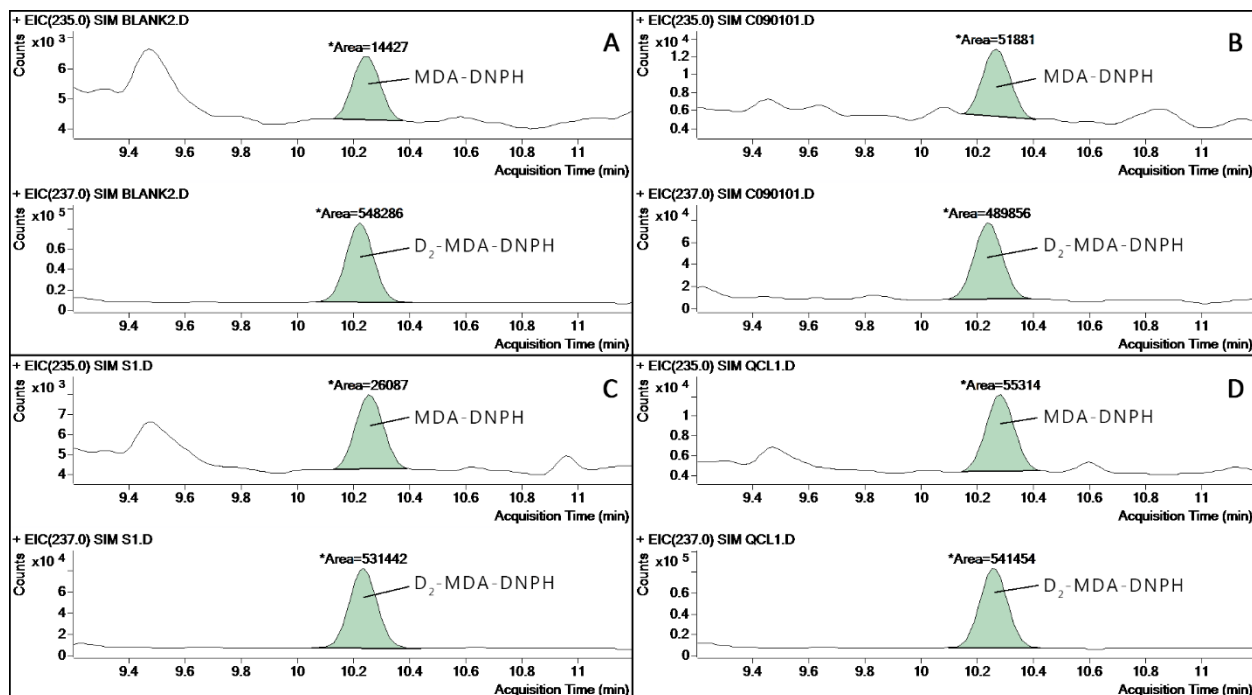 + EIC(235.0) SIM BLANK2.D
A
Counts
x10 3
*Area=14427
MDA-DNPH
6
5
4
9.4 9.6 9.8 10 10.2 10.4 10.6 10.8 11
Acquisition Time (min)
+ EIC(237.0) SIM BLANK2.D
Counts
x10 5
*Area=548286
D2-MDA-DNPH
0.6
0.4
0.2
0
9.4 9.6 9.8 10 10.2 10.4 10.6 10.8 11
Acquisition Time (min)
+ EIC(235.0) SIM C090101.D
B
Counts
x10 4
*Area=51881
MDA-DNPH
1.2
1
0.8
0.6
0.4
9.4 9.6 9.8 10 10.2 10.4 10.6 10.8 11
Acquisition Time (min)
+ EIC(237.0) SIM C090101.D
Counts
x10 4
*Area=489856
D2-MDA-DNPH
6
4
2
0
9.4 9.6 9.8 10 10.2 10.4 10.6 10.8 11
Acquisition Time (min)
+ EIC(235.0) SIM S1.D
C
Counts
x10 3
*Area=26087
MDA-DNPH
7
6
5
4
9.4 9.6 9.8 10 10.2 10.4 10.6 10.8 11
Acquisition Time (min)
+ EIC(237.0) SIM S1.D
Counts
x10 4
*Area=531442
D2-MDA-DNPH
6
4
2
0
9.4 9.6 9.8 10 10.2 10.4 10.6 10.8 11
Acquisition Time (min)
+ EIC(235.0) SIM QCL1.D
D
Counts
x10 4
*Area=55314
MDA-DNPH
1
0.8
0.6
0.4
9.4 9.6 9.8 10 10.2 10.4 10.6 10.8 11
Acquisition Time (min)
+ EIC(237.0) SIM QCL1.D
Counts
x10 5
*Area=541454
D2-MDA-DNPH
0.6
0.4
0.2
0
9.4 9.6 9.8 10 10.2 10.4 10.6 10.8 11
Acquisition Time (min)